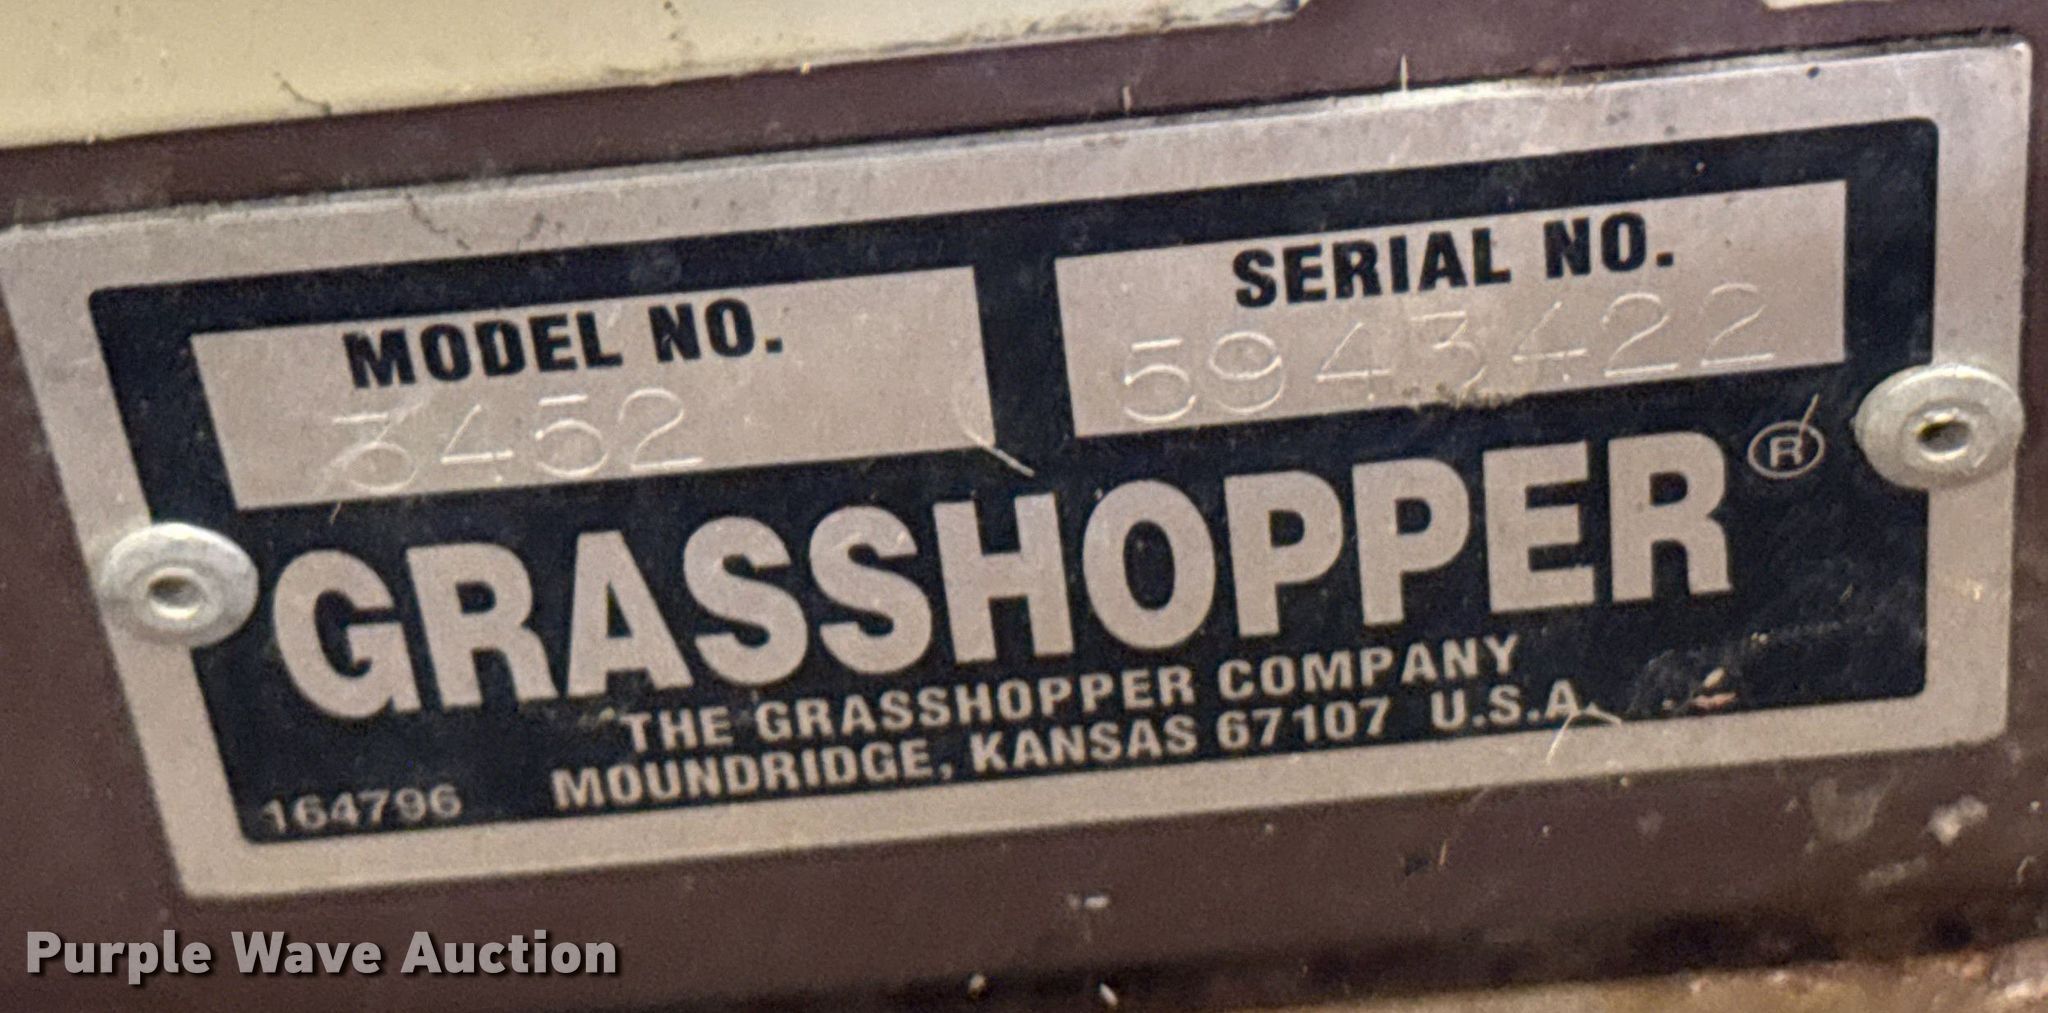 MODEL NO.
3452
SERIAL NO.
5943422
GRASSHOPPER®
THE GRASSHOPPER COMPANY
MOUNDRIDGE, KANSAS 67107 U.S.A.
164796
Purple Wave Auction